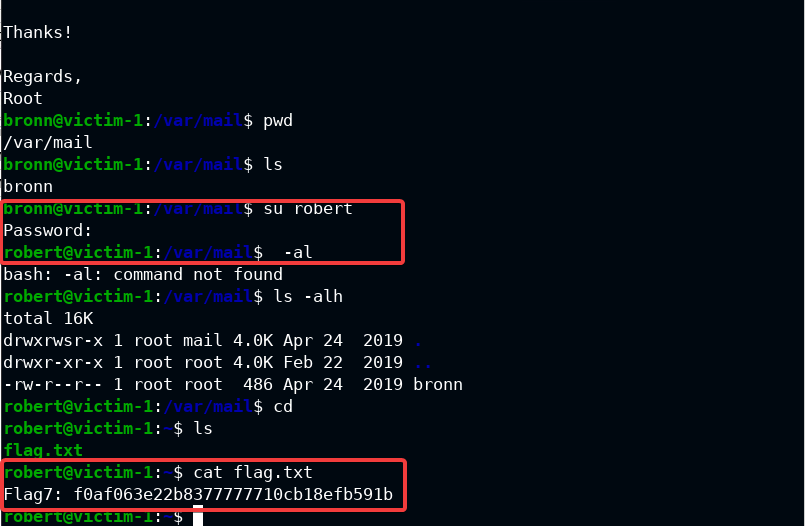 Thanks!
Regards,
Root
bronn@victim-1:/var/mail$ pwd
/var/mail
bronn@victim-1:/var/mail$ ls
bronn
bronn@victim-1:/var/mail$ su robert
Password:
robert@victim-1:/var/mail$  -al
bash: -al: command not found
robert@victim-1:/var/mail$ ls -alh
total 16K
drwxrwsr-x 1 root mail 4.0K Apr 24  2019 .
drwxr-xr-x 1 root root 4.0K Feb 22  2019 ..
-rw-r--r-- 1 root root  486 Apr 24  2019 bronn
robert@victim-1:/var/mail$ cd
robert@victim-1:~$ ls
flag.txt
robert@victim-1:~$ cat flag.txt
Flag7: f0af063e22b8377777710cb18efb591b
robert@victim-1:~$